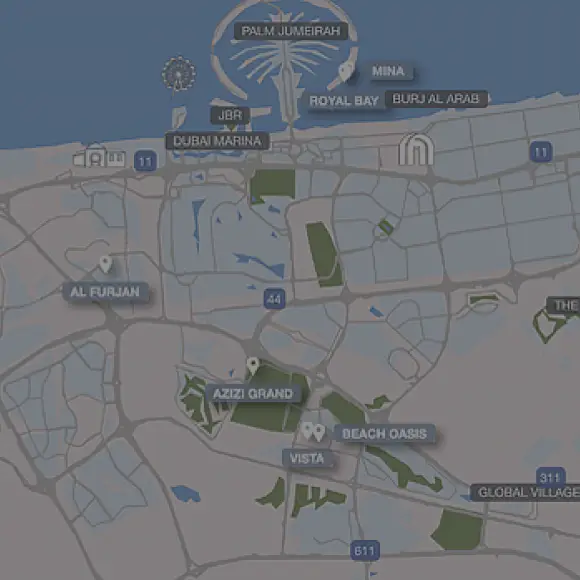 PALM JUMEIRAH
MINA
ROYAL BAY
BURJ AL ARAB
JBR
DUBAI MARINA
11
11
AL FURJAN
44
THE
AZIZI GRAND
BEACH OASIS
VISTA
311
GLOBAL VILLAGE
611